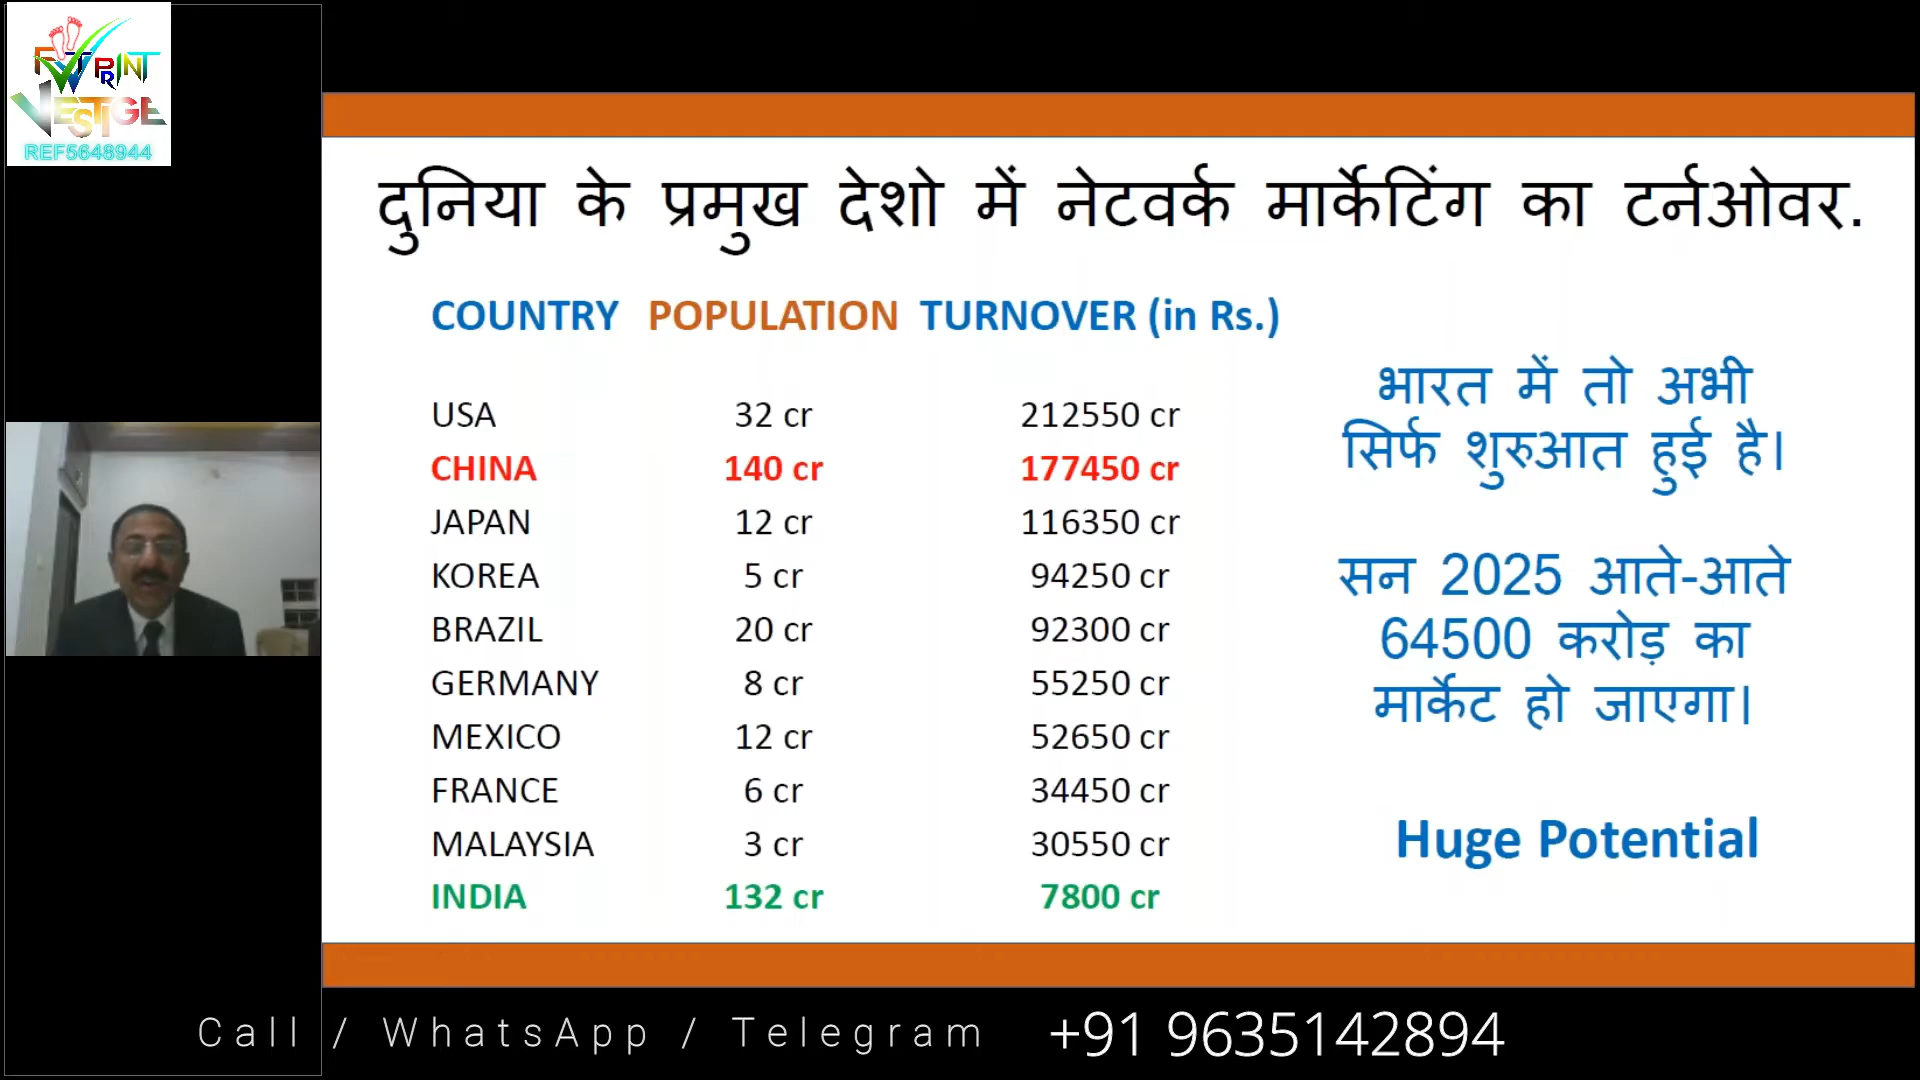 FOOTPRINT
VESTIGE
REF5648944
दुनिया के प्रमुख देशो में नेटवर्क मार्केटिंग का टर्नओवर.
COUNTRY POPULATION TURNOVER (in Rs.)
USA 32 cr 212550 cr
CHINA 140 cr 177450 cr
JAPAN 12 cr 116350 cr
KOREA 5 cr 94250 cr
BRAZIL 20 cr 92300 cr
GERMANY 8 cr 55250 cr
MEXICO 12 cr 52650 cr
FRANCE 6 cr 34450 cr
MALAYSIA 3 cr 30550 cr
INDIA 132 cr 7800 cr
भारत में तो अभी
सिर्फ शुरुआत हुई है।
सन 2025 आते-आते
64500 करोड़ का
मार्केट हो जाएगा।
Huge Potential
Call / WhatsApp / Telegram +91 9635142894